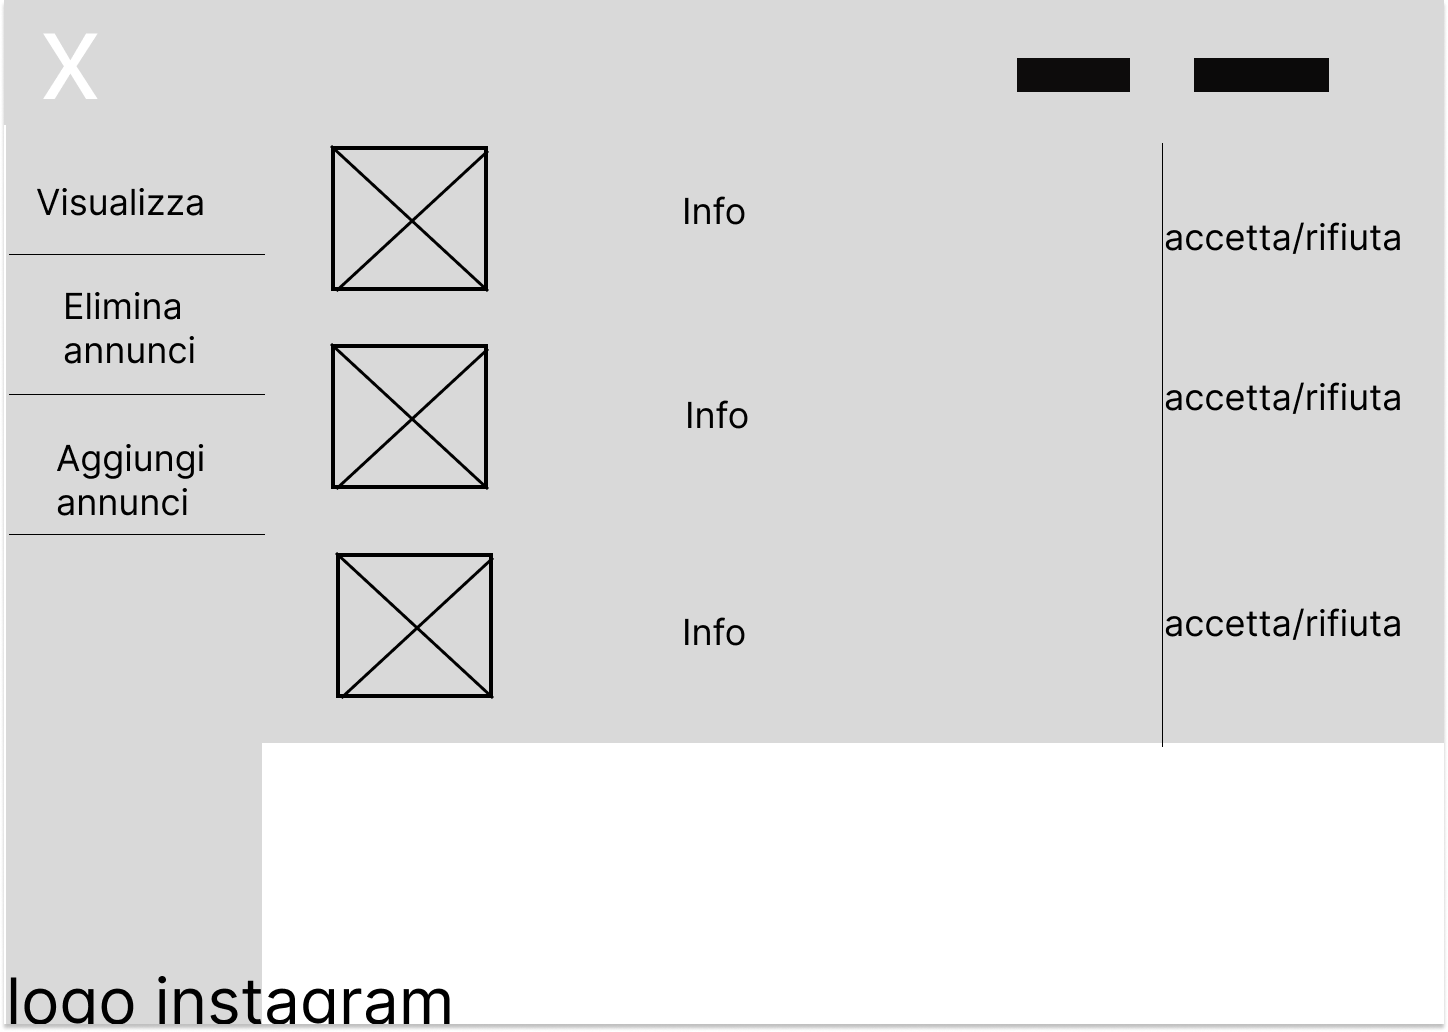 X
Visualizza
Elimina
annunci
Aggiungi
annunci
Info
accetta/rifiuta
Info
accetta/rifiuta
Info
accetta/rifiuta
logo instagram